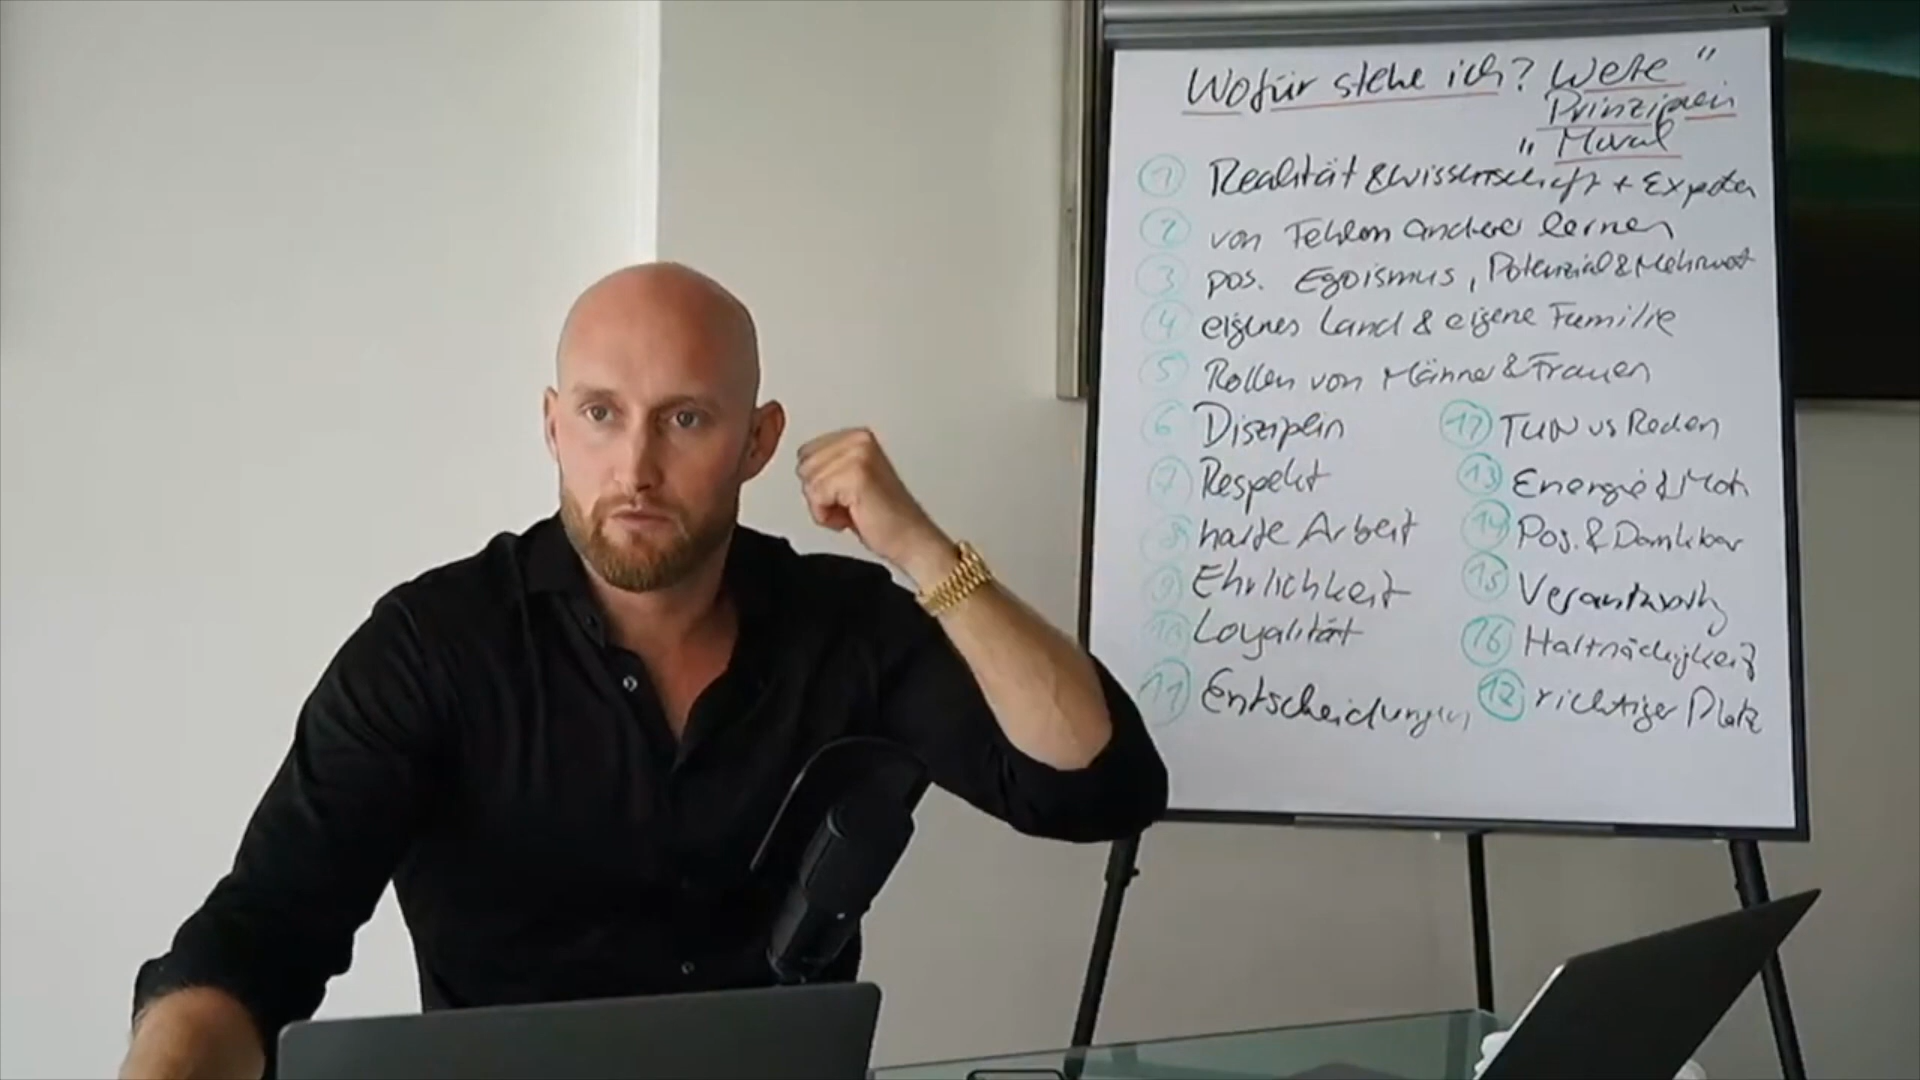 Wofür stehe ich? Werte "
Prinzipien
" Moral
1 Realität & Wissenschaft + Experten
2 von Fehlern anderer lernen
3 pos. Egoismus, Potenzial & Mehrwert
4 eigenes Land & eigene Familie
5 Rollen von Männer & Frauen
6 Disziplin
7 Respekt
8 harte Arbeit
9 Ehrlichkeit
10 Loyalität
11 Entscheidungen
12 TUN vs Reden
13 Energie & Mot.
14 Pos. & Dankbar
15 Verantwortg
16 Hartnäckigkeit
12 richtiger Platz